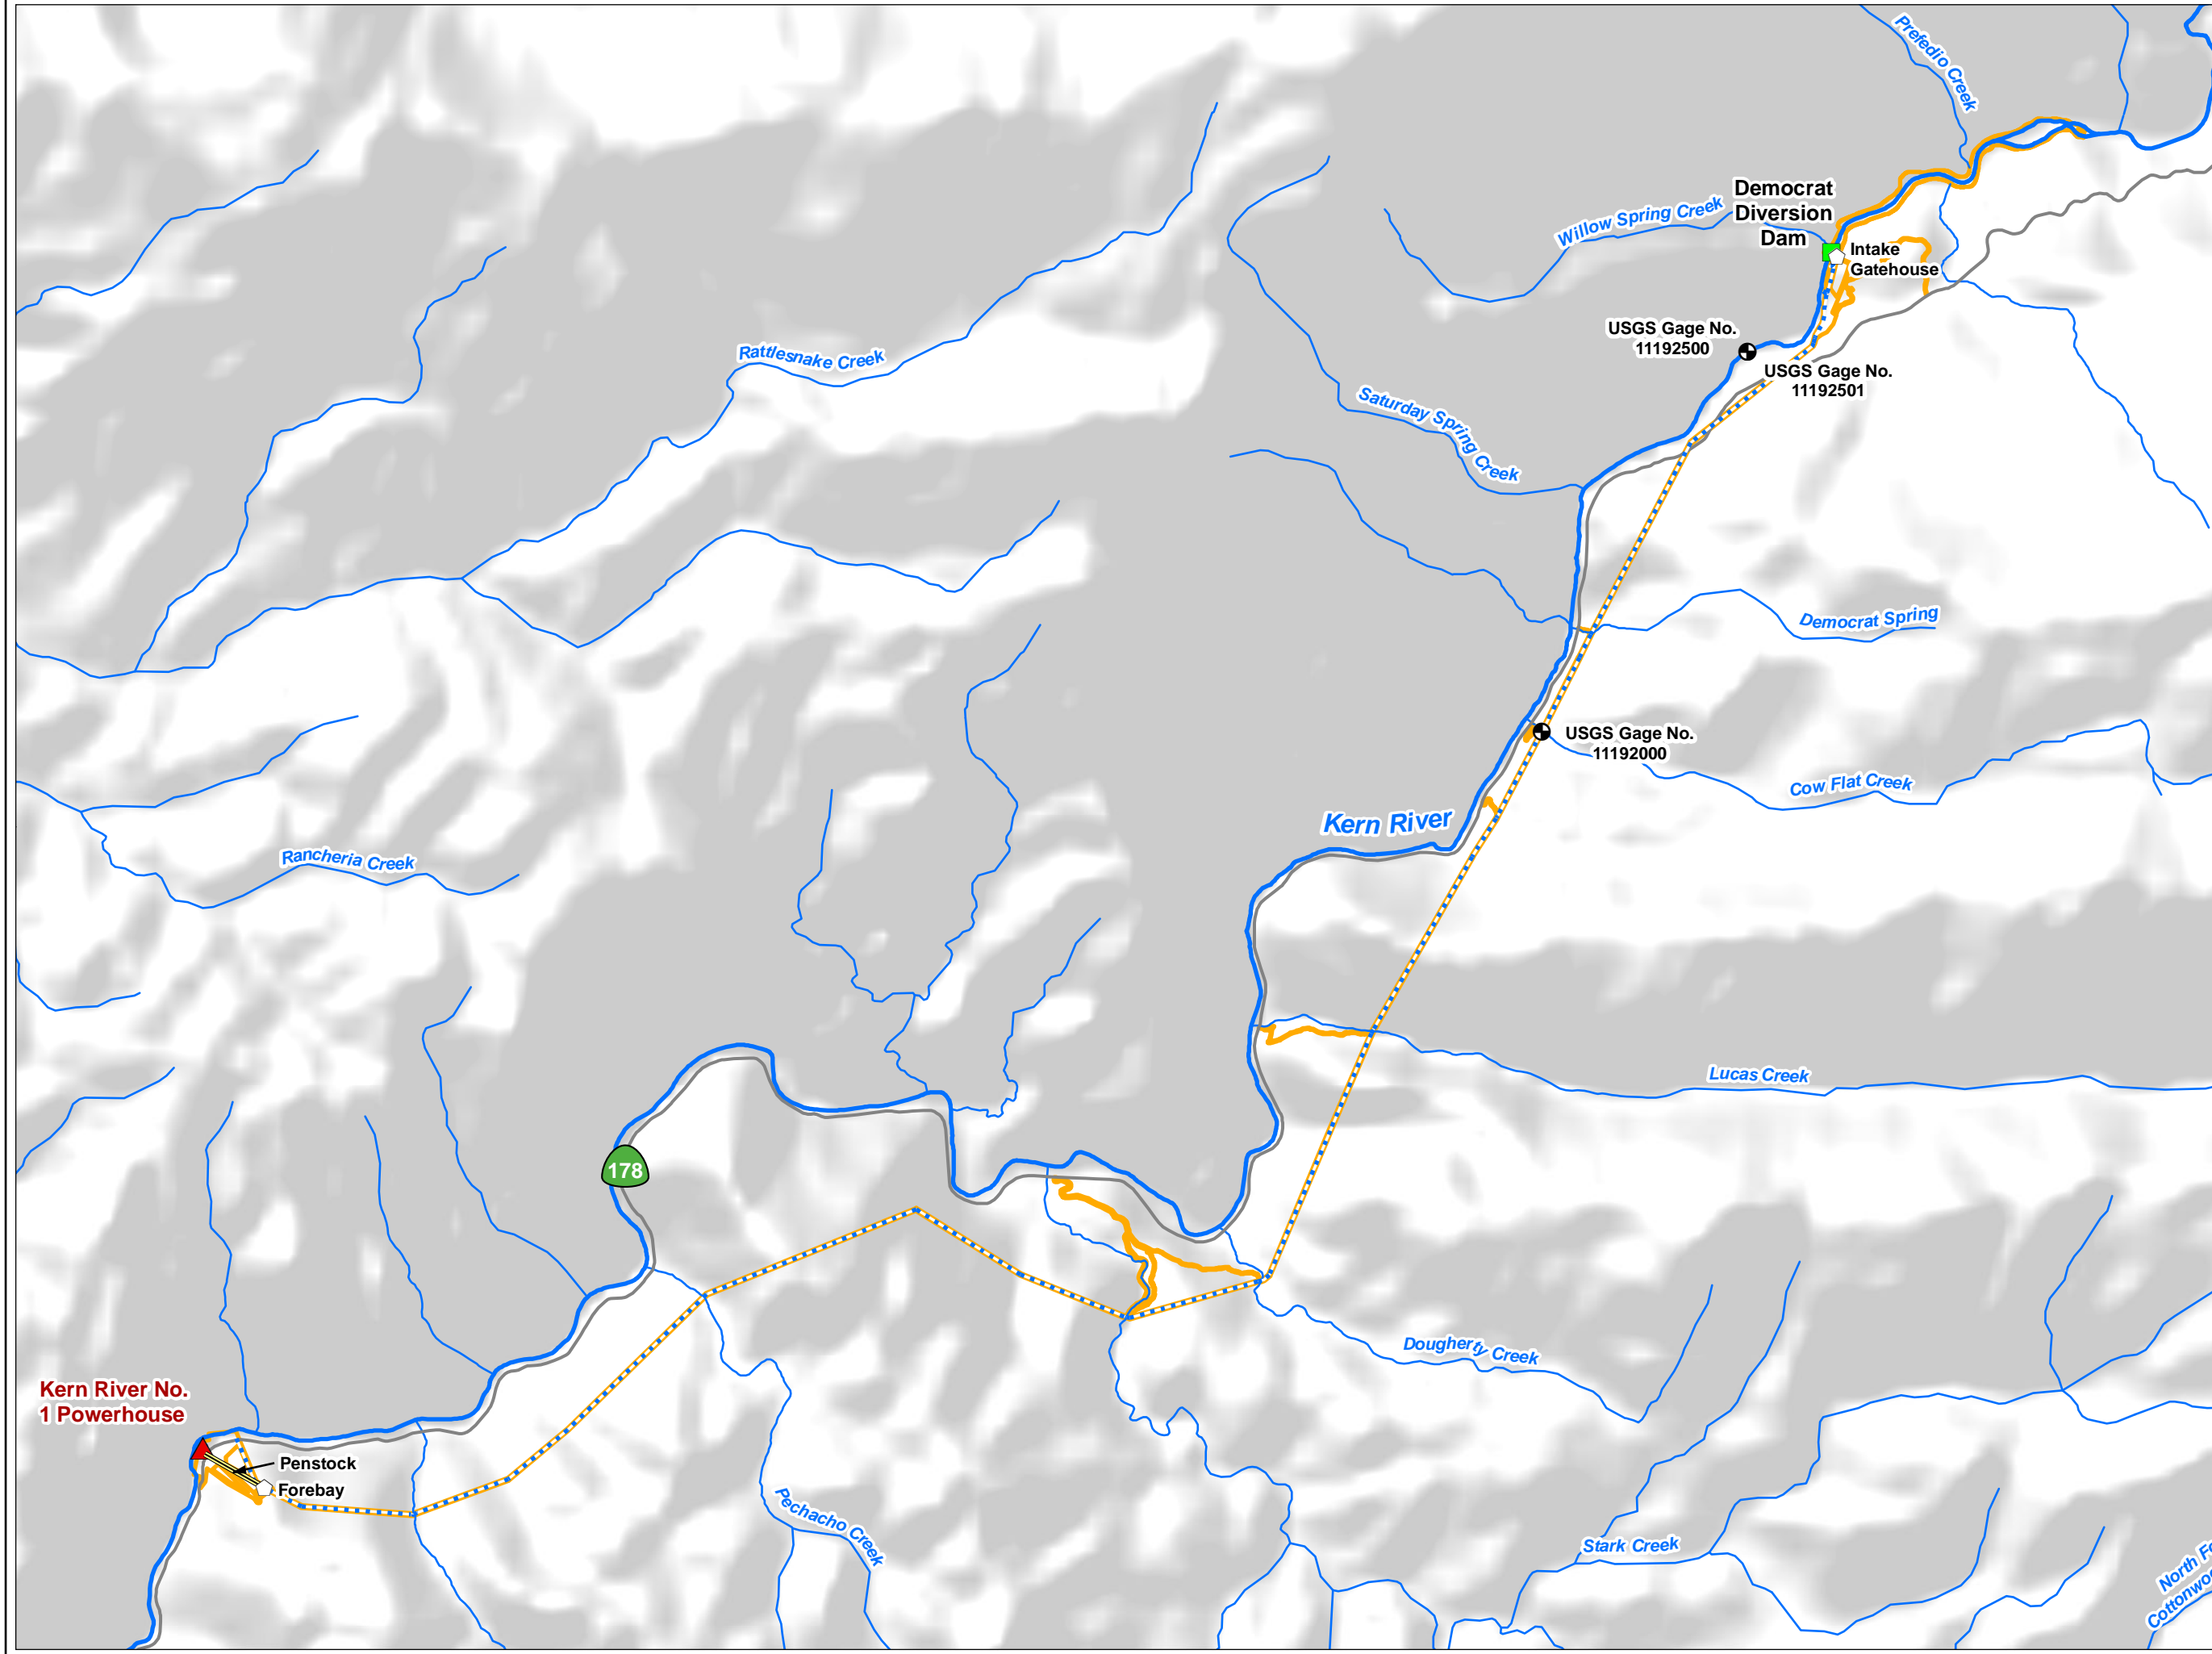 Prefedio Creek
Democrat
Diversion
Dam
Willow Spring Creek
Intake
Gatehouse
USGS Gage No.
11192500
USGS Gage No.
11192501
Rattlesnake Creek
Saturday Spring Creek
Democrat Spring
USGS Gage No.
11192000
Cow Flat Creek
Kern River
Rancheria Creek
Lucas Creek
178
Dougherty Creek
Kern River No.
1 Powerhouse
Penstock
Forebay
Pechacho Creek
Stark Creek
North